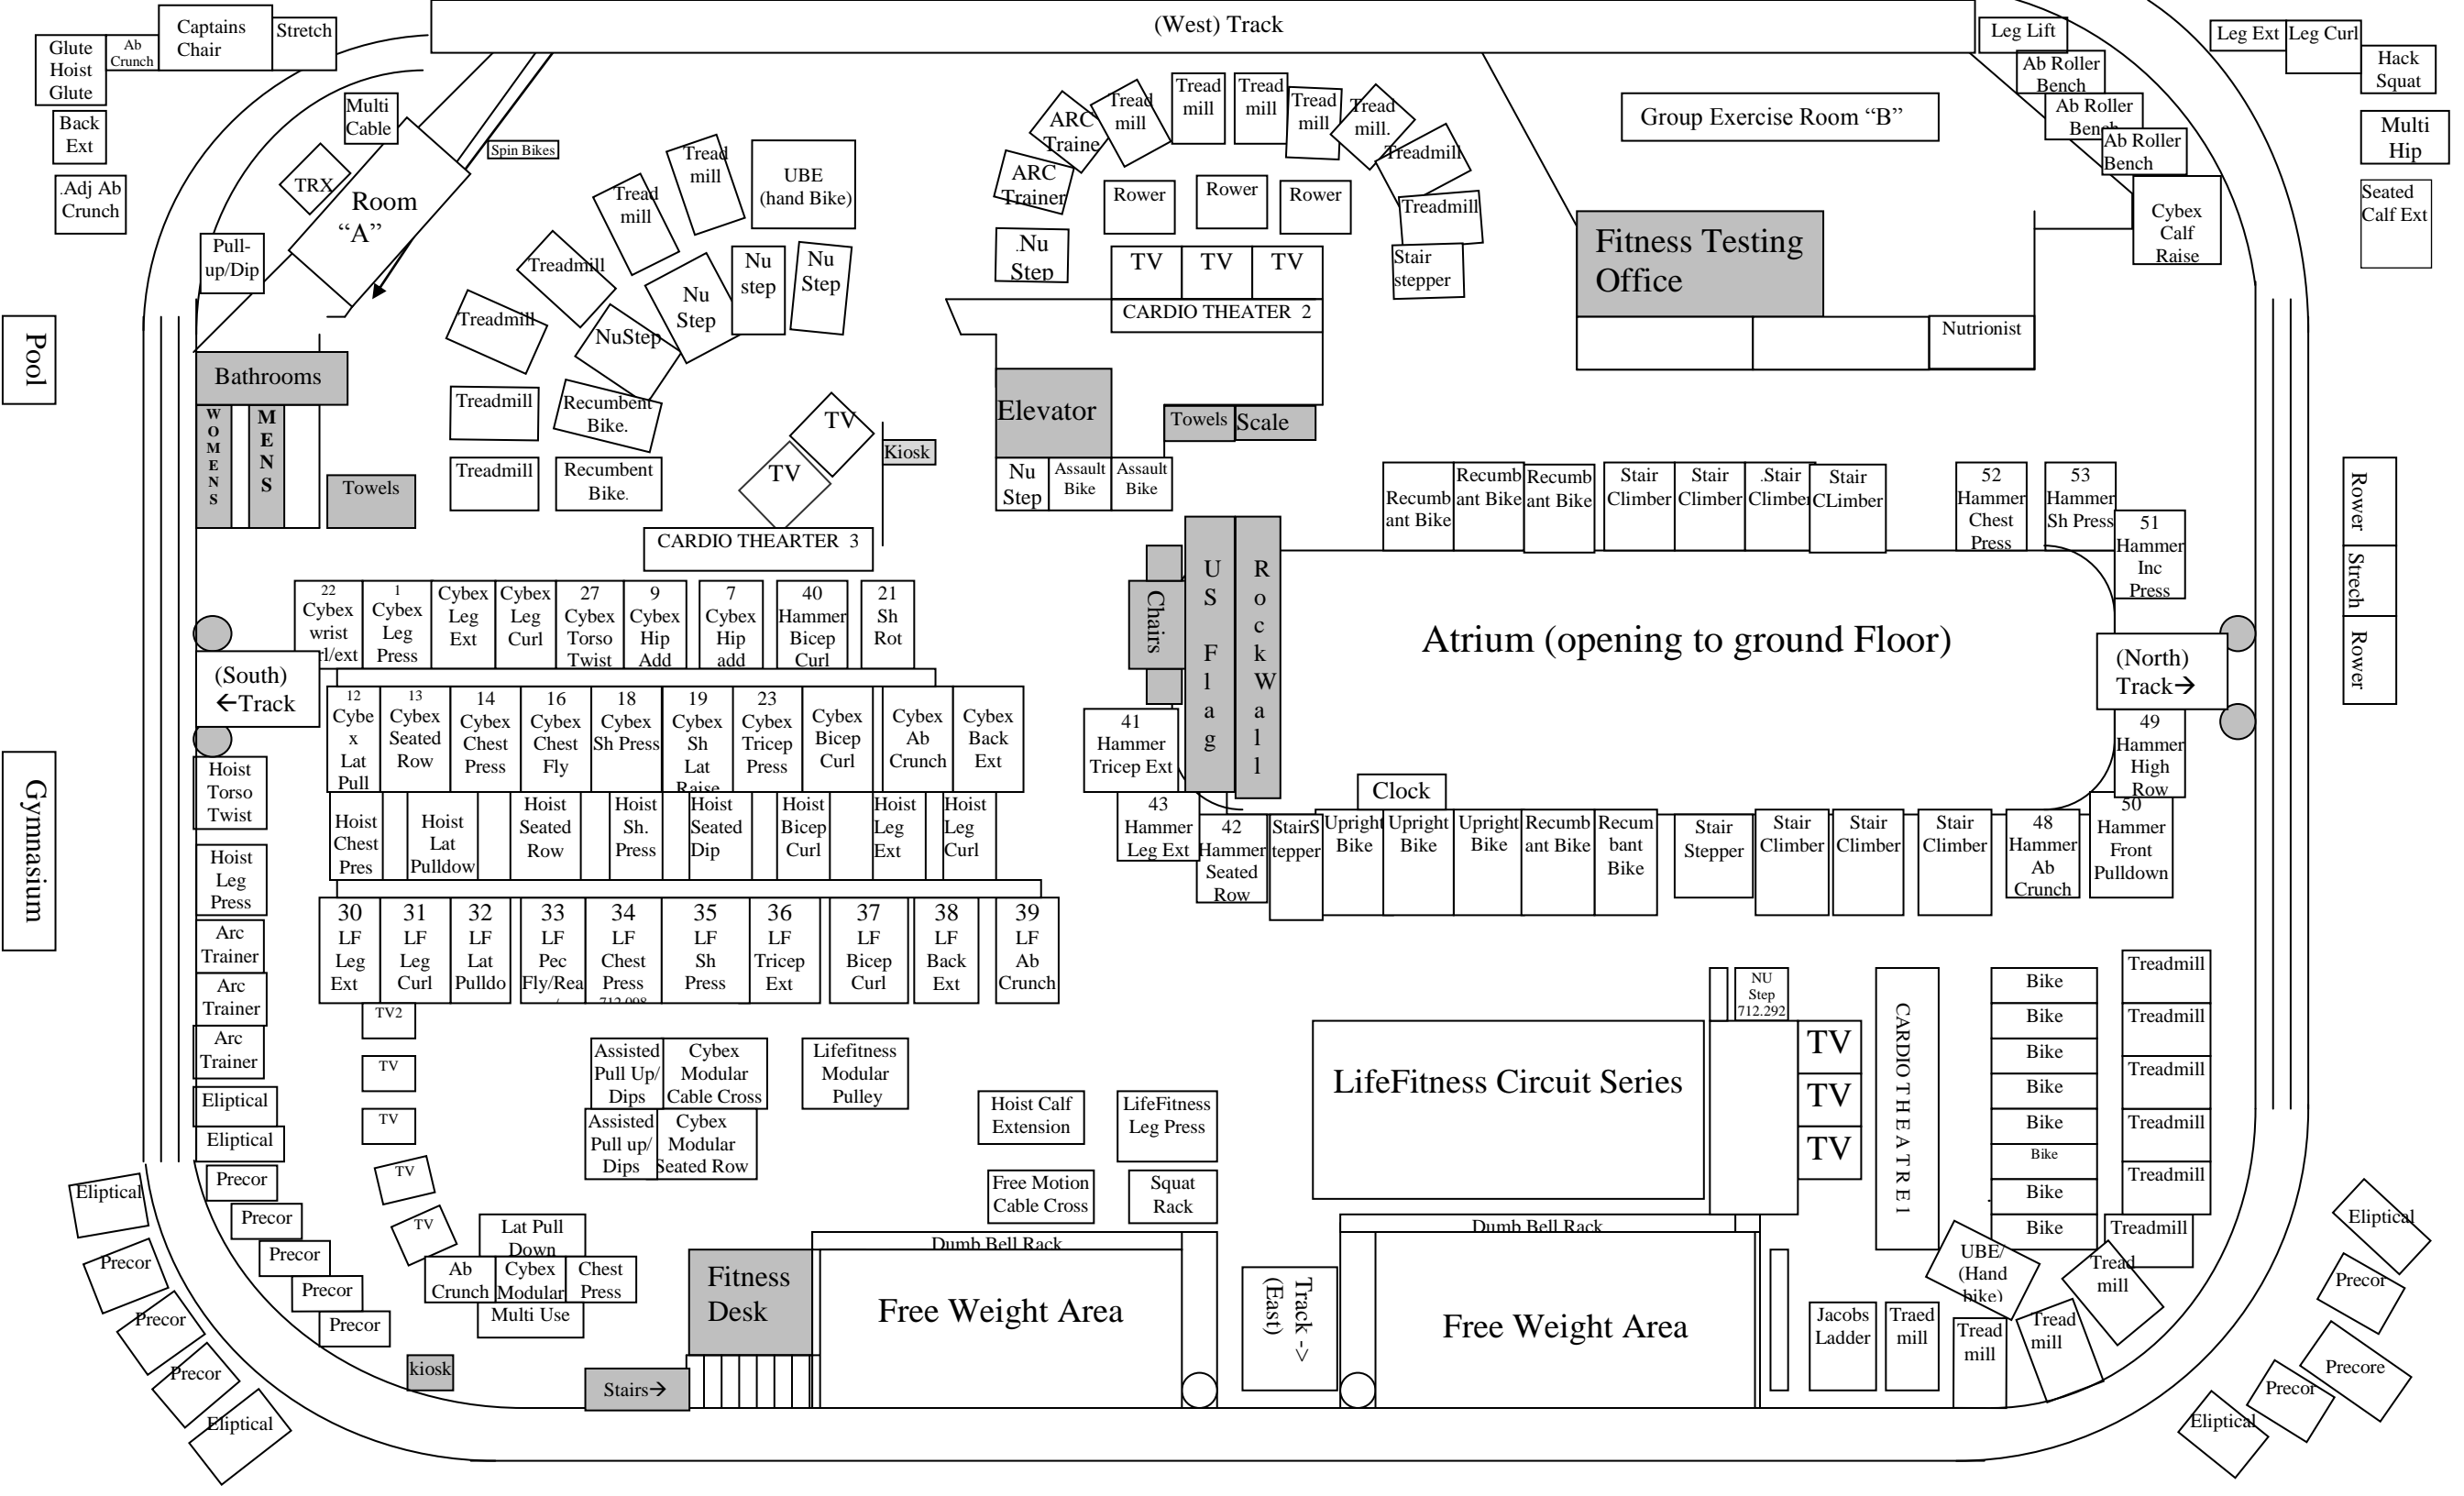 (West) Track
Captains
Chair
Stretch
Glute
Hoist
Glute
Ab
Crunch
Back
Ext
.Adj Ab
Crunch
Multi
Cable
TRX
Room
“A”
Spin Bikes
Pull-
up/Dip
Pool
Bathrooms
WOMENS
MENS
Towels
Tread
mill
Tread
mill
Treadmill
Treadmill
Treadmill
Treadmill
UBE
(hand Bike)
Nu
step
Nu
Step
Nu
Step
NuStep
Recumbent
Bike.
Recumbent
Bike.
TV
TV
Kiosk
CARDIO THEARTER 3
ARC
Traine
ARC
Trainer
Tread
mill
Tread
mill
Tread
mill
Tread
mill
Tread
mill.
Treadmill
Treadmill
Rower
Rower
Rower
.Nu
Step
TV
TV
TV
Stair
stepper
CARDIO THEATER 2
Elevator
Towels
Scale
Nu
Step
Assault
Bike
Assault
Bike
Group Exercise Room “B”
Fitness Testing
Office
Nutrionist
Leg Lift
Ab Roller
Bench
Ab Roller
Bench
Ab Roller
Bench
Cybex
Calf
Raise
Leg Ext
Leg Curl
Hack
Squat
Multi
Hip
Seated
Calf Ext
Recumb
ant Bike
Recumb
ant Bike
Recumb
ant Bike
Stair
Climber
Stair
Climber
.Stair
Climber
Stair
CLimber
52
Hammer
Chest
Press
53
Hammer
Sh Press
51
Hammer
Inc
Press
Rower
Strech
Rower
Chairs
US Flag
Rock Wall
Atrium (opening to ground Floor)
(North)
Track→
22
Cybex
wrist
rl/ext
1
Cybex
Leg
Press
Cybex
Leg
Ext
Cybex
Leg
Curl
27
Cybex
Torso
Twist
9
Cybex
Hip
Add
7
Cybex
Hip
add
40
Hammer
Bicep
Curl
21
Sh
Rot
(South)
←Track
12
Cybe
x
Lat
Pull
13
Cybex
Seated
Row
14
Cybex
Chest
Press
16
Cybex
Chest
Fly
18
Cybex
Sh Press
19
Cybex
Sh
Lat
Raise
23
Cybex
Tricep
Press
Cybex
Bicep
Curl
Cybex
Ab
Crunch
Cybex
Back
Ext
41
Hammer
Tricep Ext
43
Hammer
Leg Ext
42
Hammer
Seated
Row
StairS
tepper
Clock
Upright
Bike
Upright
Bike
Upright
Bike
Recumb
ant Bike
Recum
bant
Bike
Stair
Stepper
Stair
Climber
Stair
Climber
Stair
Climber
48
Hammer
Ab
Crunch
49
Hammer
High
Row
50
Hammer
Front
Pulldown
Gymnasium
Hoist
Torso
Twist
Hoist
Leg
Press
Hoist
Chest
Pres
Hoist
Lat
Pulldow
Hoist
Seated
Row
Hoist
Sh.
Press
Hoist
Seated
Dip
Hoist
Bicep
Curl
Hoist
Leg
Ext
Hoist
Leg
Curl
30
LF
Leg
Ext
31
LF
Leg
Curl
32
LF
Lat
Pulldo
33
LF
Pec
Fly/Rea
34
LF
Chest
Press
712.008
35
LF
Sh
Press
36
LF
Tricep
Ext
37
LF
Bicep
Curl
38
LF
Back
Ext
39
LF
Ab
Crunch
Arc
Trainer
Arc
Trainer
Arc
Trainer
Eliptical
Eliptical
Precor
Precor
Precor
Precor
Precor
TV2
TV
TV
TV
TV
Assisted
Pull Up/
Dips
Cybex
Modular
Cable Cross
Assisted
Pull up/
Dips
Cybex
Modular
Seated Row
Lifefitness
Modular
Pulley
Hoist Calf
Extension
LifeFitness
Leg Press
Free Motion
Cable Cross
Squat
Rack
LifeFitness Circuit Series
NU
Step
712.292
TV
TV
TV
CARDIO THEATRE 1
Bike
Bike
Bike
Bike
Bike
Bike
Bike
Bike
Treadmill
Treadmill
Treadmill
Treadmill
Treadmill
Treadmill
Eliptical
Precor
Precor
Precor
Eliptical
Lat Pull
Down
Ab
Crunch
Cybex
Modular
Chest
Press
Multi Use
kiosk
Stairs→
Fitness
Desk
Dumb Bell Rack
Free Weight Area
Track ->
(East)
Dumb Bell Rack
Free Weight Area
UBE/
(Hand
bike)
Tread
mill
Jacobs
Ladder
Traed
mill
Tread
mill
Tread
mill
Eliptical
Precor
Precore
Precor
Eliptical